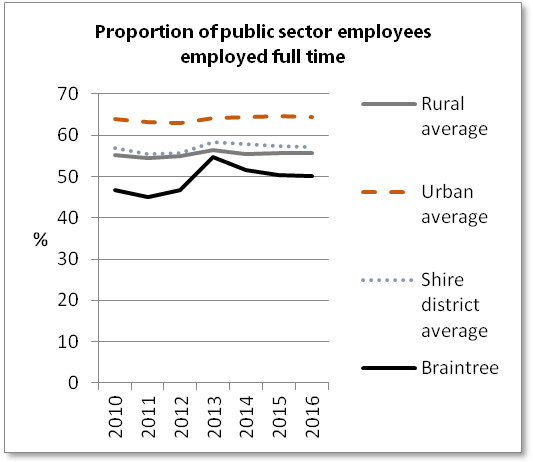 Proportion of public sector employees
employed full time
70
60
50
40
30
20
10
0
%
2010
2011
2012
2013
2014
2015
2016
Rural
average
Urban
average
Shire
district
average
Braintree